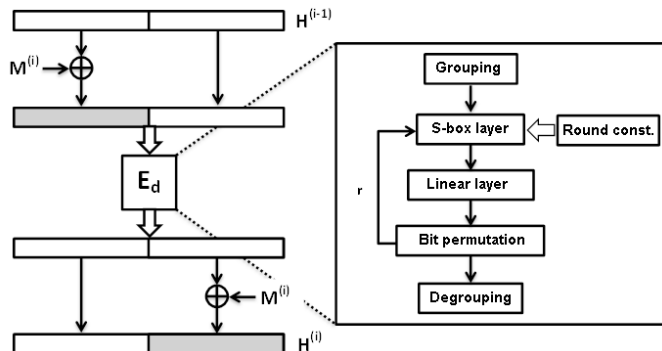 H(i-1)
M(i)
Grouping
S-box layer
Round const.
Ed
r
Linear layer
Bit permutation
M(i)
Degrouping
H(i)